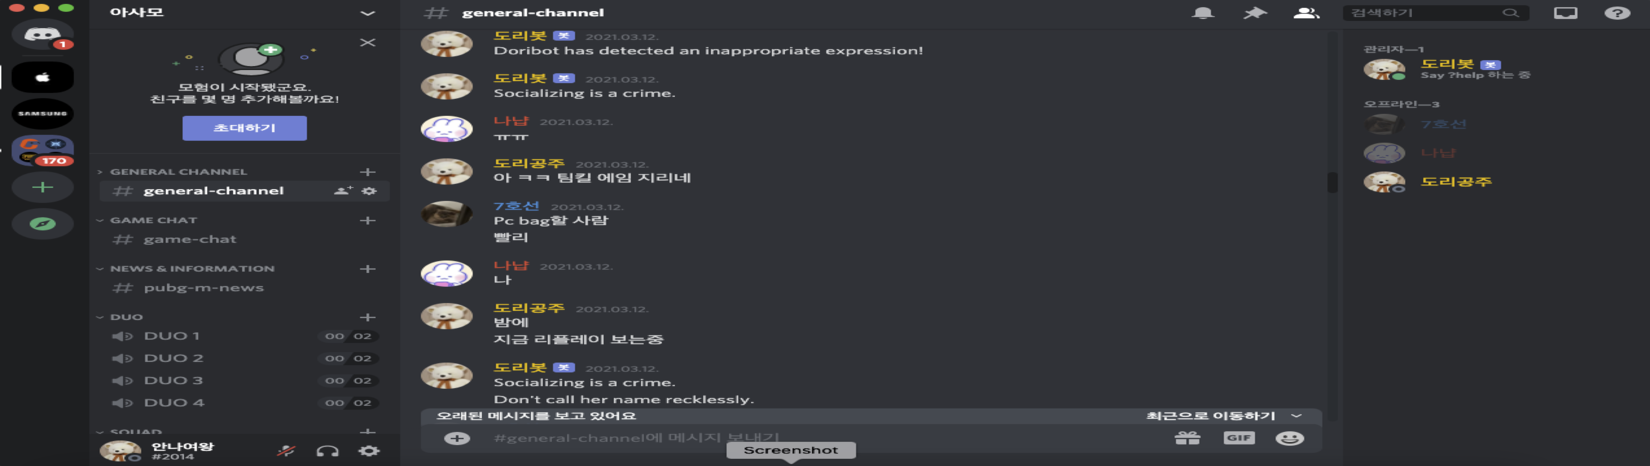 아사모
general-channel
검색하기
1
SAMSUNG
170
모험이 시작됐군요.
친구를 몇 명 추가해볼까요!
초대하기
GENERAL CHANNEL
general-channel
GAME CHAT
game-chat
NEWS & INFORMATION
pubg-m-news
DUO
DUO 1 00 02
DUO 2 00 02
DUO 3 00 02
DUO 4 00 02
SQUAD
안나여왕
#2014
도리봇 봇 2021.03.12.
Doribot has detected an inappropriate expression!
도리봇 봇 2021.03.12.
Socializing is a crime.
나납 2021.03.12.
ㅠㅠ
도리공주 2021.03.12.
아 ㅋㅋ 팀킬 에임 지리네
7호선 2021.03.12.
Pc bag할 사람
빨리
나납 2021.03.12.
나
도리공주 2021.03.12.
밤에
지금 리플레이 보는중
도리봇 봇 2021.03.12.
Socializing is a crime.
Don't call her name recklessly.
오래된 메시지를 보고 있어요 최근으로 이동하기
#general-channel에 메시지 보내기
GIF
Screenshot
관리자—1
도리봇 봇
Say ?help 하는 중
오프라인—3
7호선
나납
도리공주